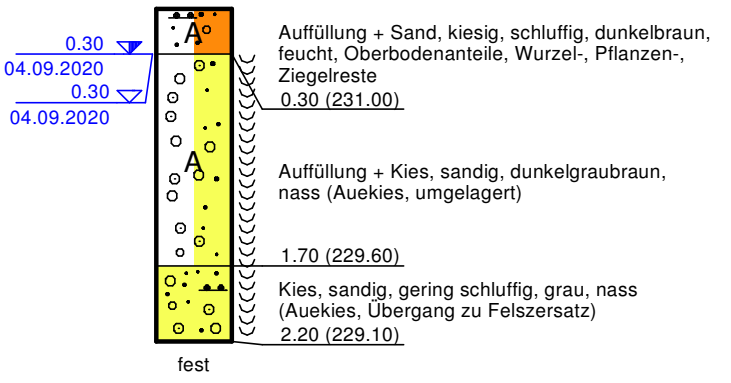 0.30
04.09.2020
0.30
04.09.2020
A
A
Auffüllung + Sand, kiesig, schluffig, dunkelbraun,
feucht, Oberbodenanteile, Wurzel-, Pflanzen-,
Ziegelreste
0.30 (231.00)
Auffüllung + Kies, sandig, dunkelgraubraun,
nass (Auekies, umgelagert)
1.70 (229.60)
Kies, sandig, gering schluffig, grau, nass
(Auekies, Übergang zu Felszersatz)
2.20 (229.10)
fest